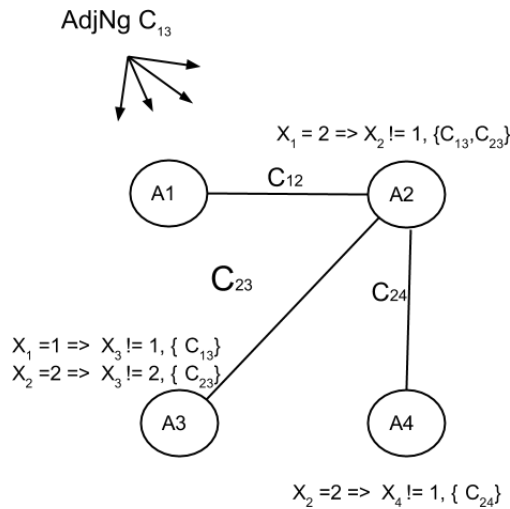 AdjNg C₁₃
X₁ = 2 => X₂ != 1, {C₁₃,C₂₃}
C₁₂
A1
A2
C₂₃
C₂₄
X₁ =1 => X₃ != 1, { C₁₃}
X₂ =2 => X₃ != 2, { C₂₃}
A3
A4
X₂ =2 => X₄ != 1, { C₂₄}